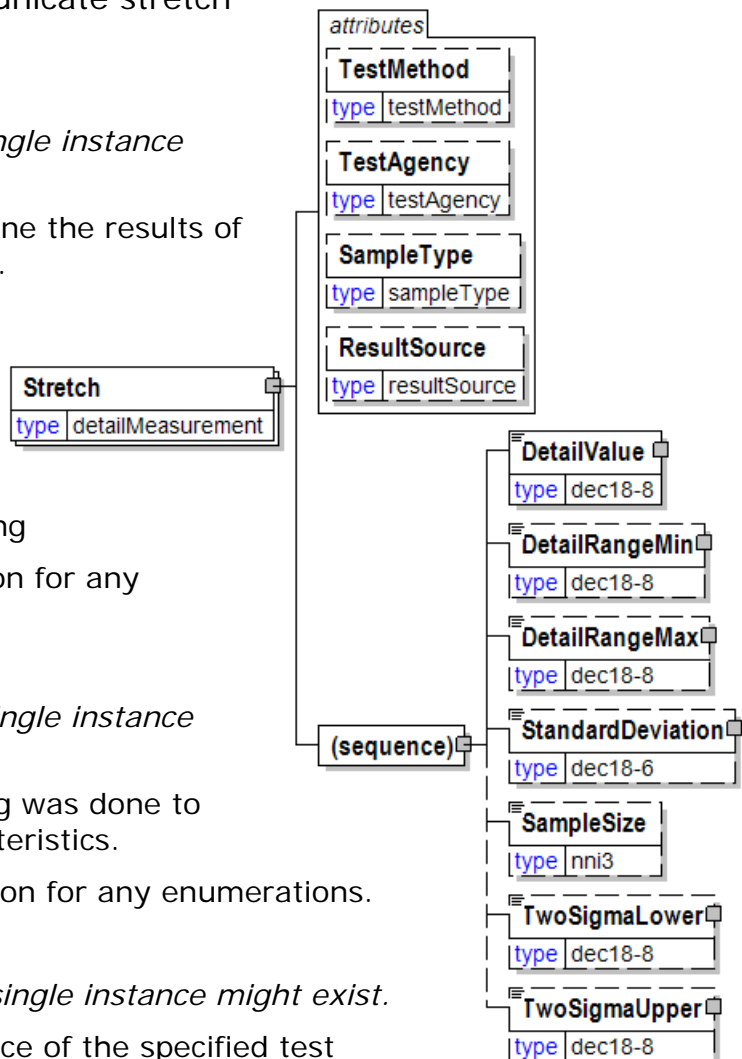 unicate stretch
ngle instance
ne the results of
.
ng
on for any
ingle instance
g was done to
teristics.
on for any enumerations.
single instance might exist.
ce of the specified test
Stretch
type detailMeasurement
attributes
TestMethod
type testMethod
TestAgency
type testAgency
SampleType
type sampleType
ResultSource
type resultSource
(sequence)
DetailValue
type dec18-8
DetailRangeMin
type dec18-8
DetailRangeMax
type dec18-8
StandardDeviation
type dec18-6
SampleSize
type nni3
TwoSigmaLower
type dec18-8
TwoSigmaUpper
type dec18-8